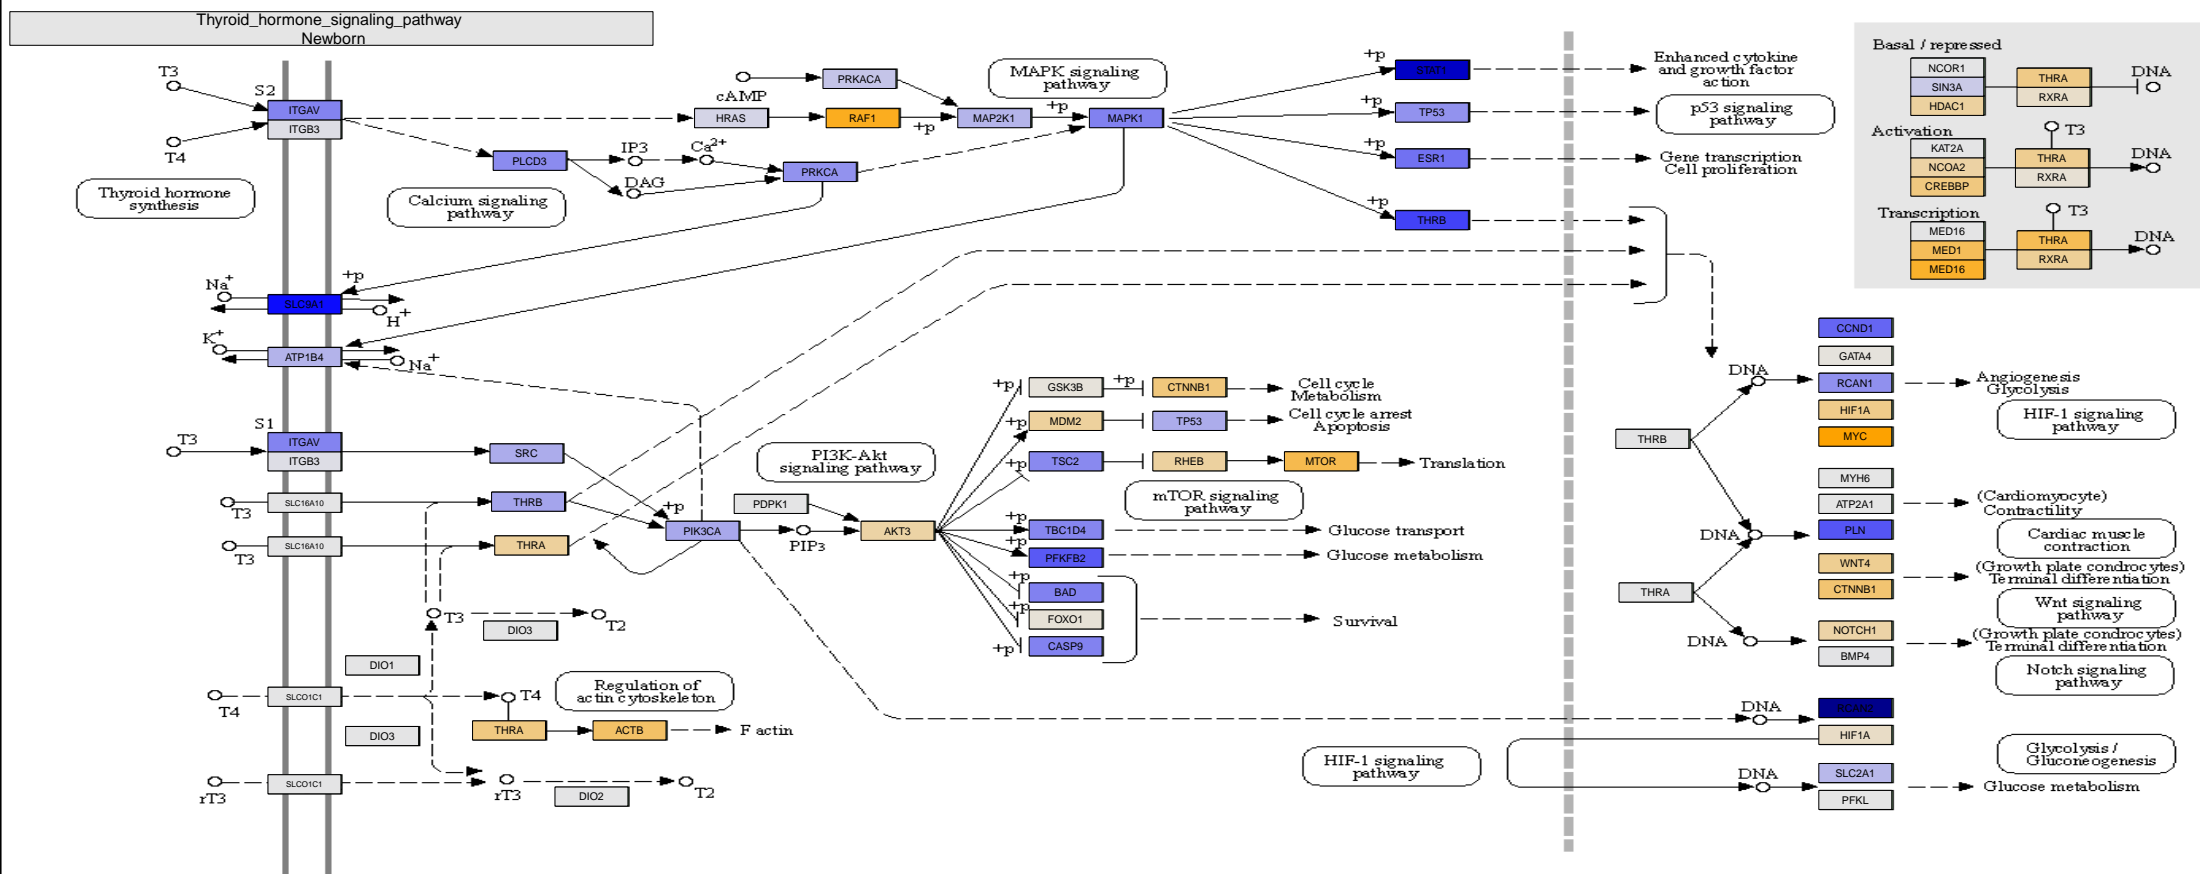 Thyroid_hormone_signaling_pathway
Newborn
T3
S2
ITGAV
ITGB3
T4
Thyroid hormone
synthesis
PRKACA
cAMP
HRAS
RAF1
+p
MAP2K1
+p
MAPK1
MAPK signaling
pathway
PLCD3
IP3
Ca2+
DAG
PRKCA
Calcium signaling
pathway
+p
STAT1
Enhanced cytokine
and growth factor
action
+p
TP53
p53 signaling
pathway
+p
ESR1
Gene transcription
Cell proliferation
+p
THRB
Basal / repressed
NCOR1
SIN3A
HDAC1
THRA
RXRA
DNA
Activation
KAT2A
NCOA2
CREBBP
T3
THRA
RXRA
DNA
Transcription
MED16
MED1
MED16
T3
THRA
RXRA
DNA
Na+
+p
SLC9A1
H+
K+
ATP1B4
Na+
T3
S1
ITGAV
ITGB3
SRC
SLC16A10
T3
THRB
SLC16A10
T3
THRA
+p
PIK3CA
PI3K-Akt
signaling pathway
PDPK1
PIP3
AKT3
+p
GSK3B
+p
CTNNB1
Cell cycle
Metabolism
+p
MDM2
TP53
Cell cycle arrest
Apoptosis
+p
TSC2
RHEB
MTOR
Translation
mTOR signaling
pathway
+p
TBC1D4
Glucose transport
+p
PFKFB2
Glucose metabolism
+p
BAD
+p
FOXO1
Survival
+p
CASP9
T3
DIO3
T2
DIO1
SLCO1C1
T4
T4
Regulation of
actin cytoskeleton
THRA
ACTB
F actin
DIO3
SLCO1C1
rT3
rT3
DIO2
T2
THRB
THRA
DNA
DNA
DNA
CCND1
GATA4
RCAN1
HIF1A
MYC
Angiogenesis
Glycolysis
HIF-1 signaling
pathway
MYH6
ATP2A1
PLN
(Cardiomyocyte)
Contractility
Cardiac muscle
contraction
WNT4
CTNNB1
(Growth plate condrocytes)
Terminal differentiation
Wnt signaling
pathway
NOTCH1
BMP4
(Growth plate condrocytes)
Terminal differentiation
Notch signaling
pathway
DNA
HIF1A
HIF-1 signaling
pathway
Glycolysis /
Gluconeogenesis
DNA
SLC2A1
PFKL
Glucose metabolism